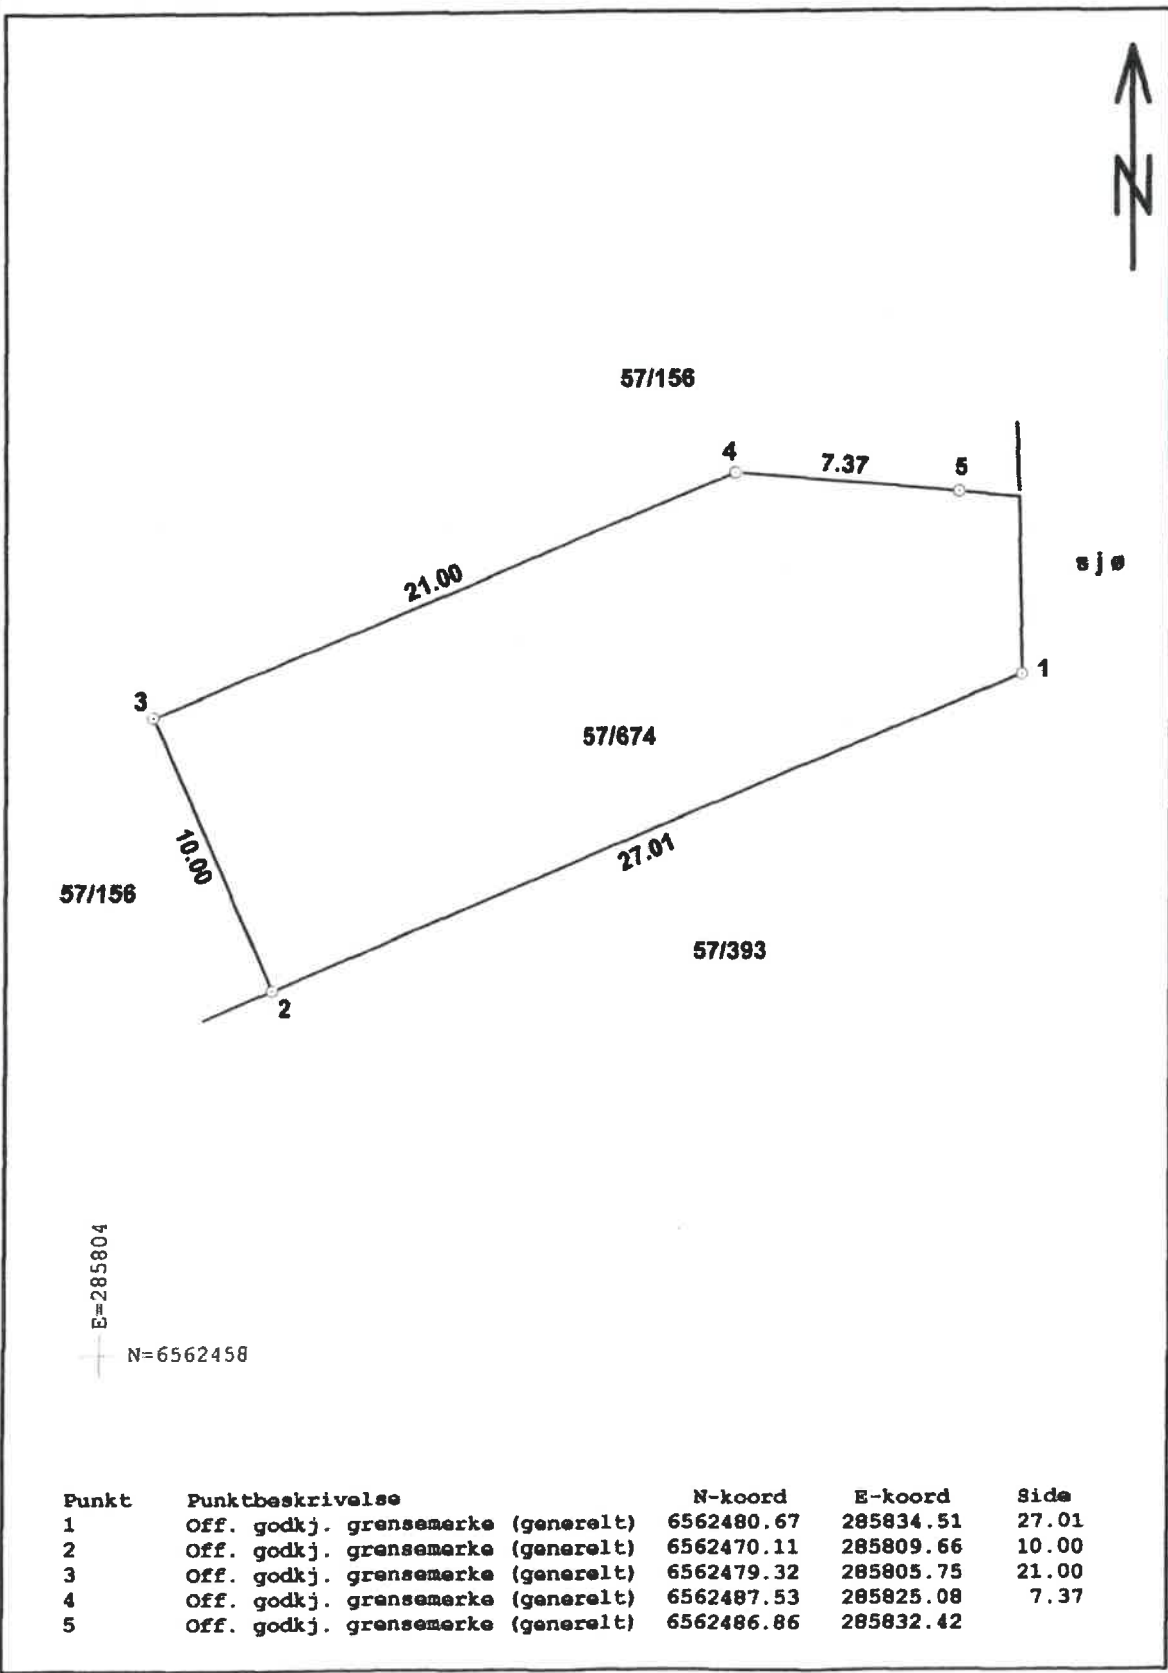 N
57/156
4
7.37
5
sjø
21.00
1
3
57/674
10.00
27.01
57/156
57/393
2
E=285804
N=6562458
Punkt Punktbeskrivelse N-koord E-koord Side
1 Off. godkj. grensemerke (generelt) 6562480.67 285834.51 27.01
2 Off. godkj. grensemerke (generelt) 6562470.11 285809.66 10.00
3 Off. godkj. grensemerke (generelt) 6562479.32 285805.75 21.00
4 Off. godkj. grensemerke (generelt) 6562487.53 285825.08 7.37
5 Off. godkj. grensemerke (generelt) 6562486.86 285832.42